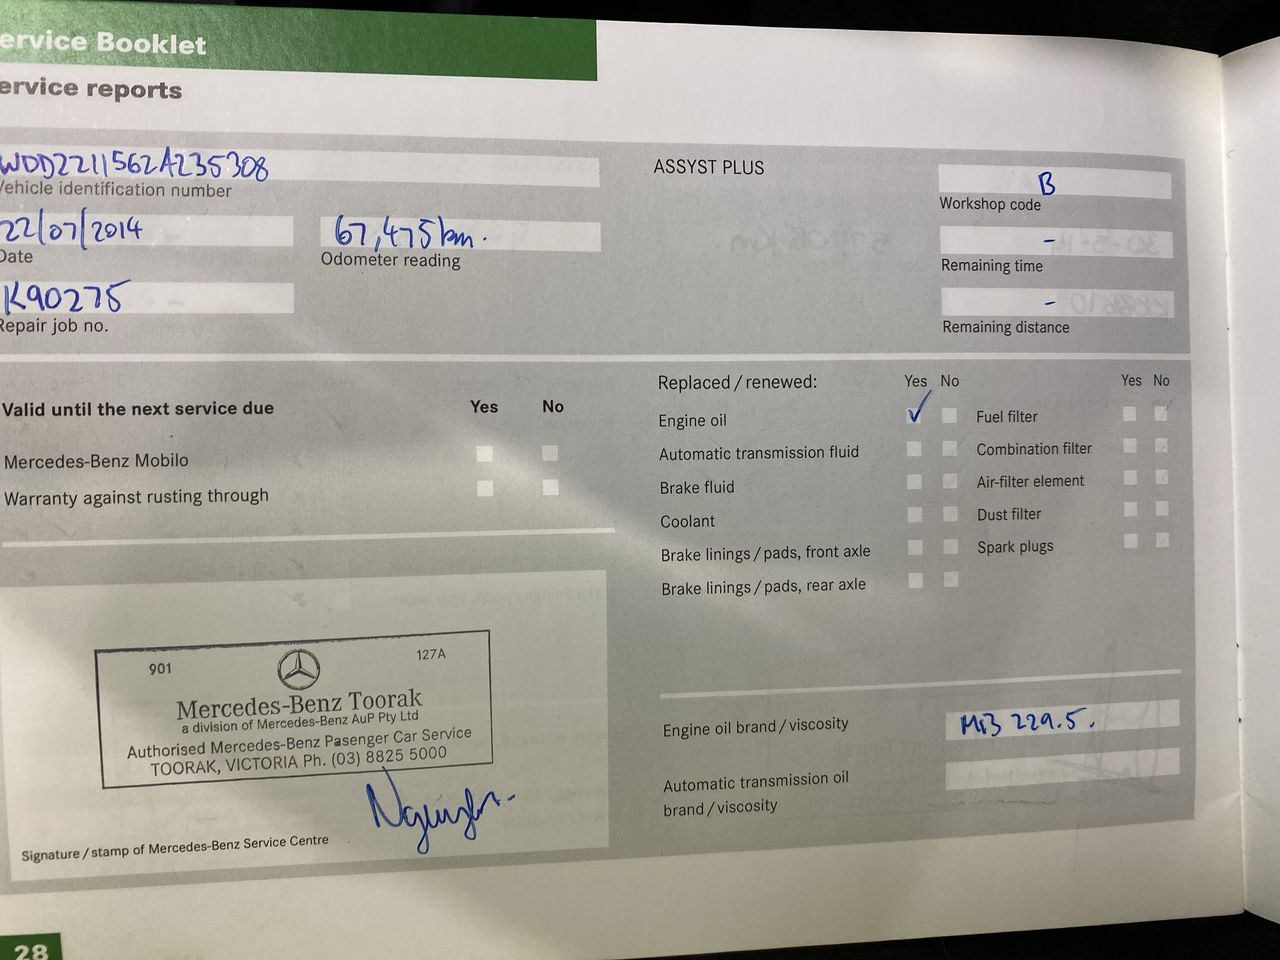 ervice Booklet
ervice reports
WDD2211562A235308
Vehicle identification number
22/07/2014
Date
67,475km.
Odometer reading
K90275
Repair job no.
ASSYST PLUS
B
Workshop code
-
Remaining time
-
Remaining distance
Valid until the next service due Yes No
Mercedes-Benz Mobilo
Warranty against rusting through
Replaced / renewed: Yes No Yes No
Engine oil ✓ Fuel filter
Automatic transmission fluid Combination filter
Brake fluid Air-filter element
Coolant Dust filter
Brake linings / pads, front axle Spark plugs
Brake linings / pads, rear axle
901 127A
Mercedes-Benz Toorak
a division of Mercedes-Benz AuP Pty Ltd
Authorised Mercedes-Benz Pasenger Car Service
TOORAK, VICTORIA Ph. (03) 8825 5000
Signature / stamp of Mercedes-Benz Service Centre
Engine oil brand / viscosity MB 229.5.
Automatic transmission oil
brand / viscosity
28